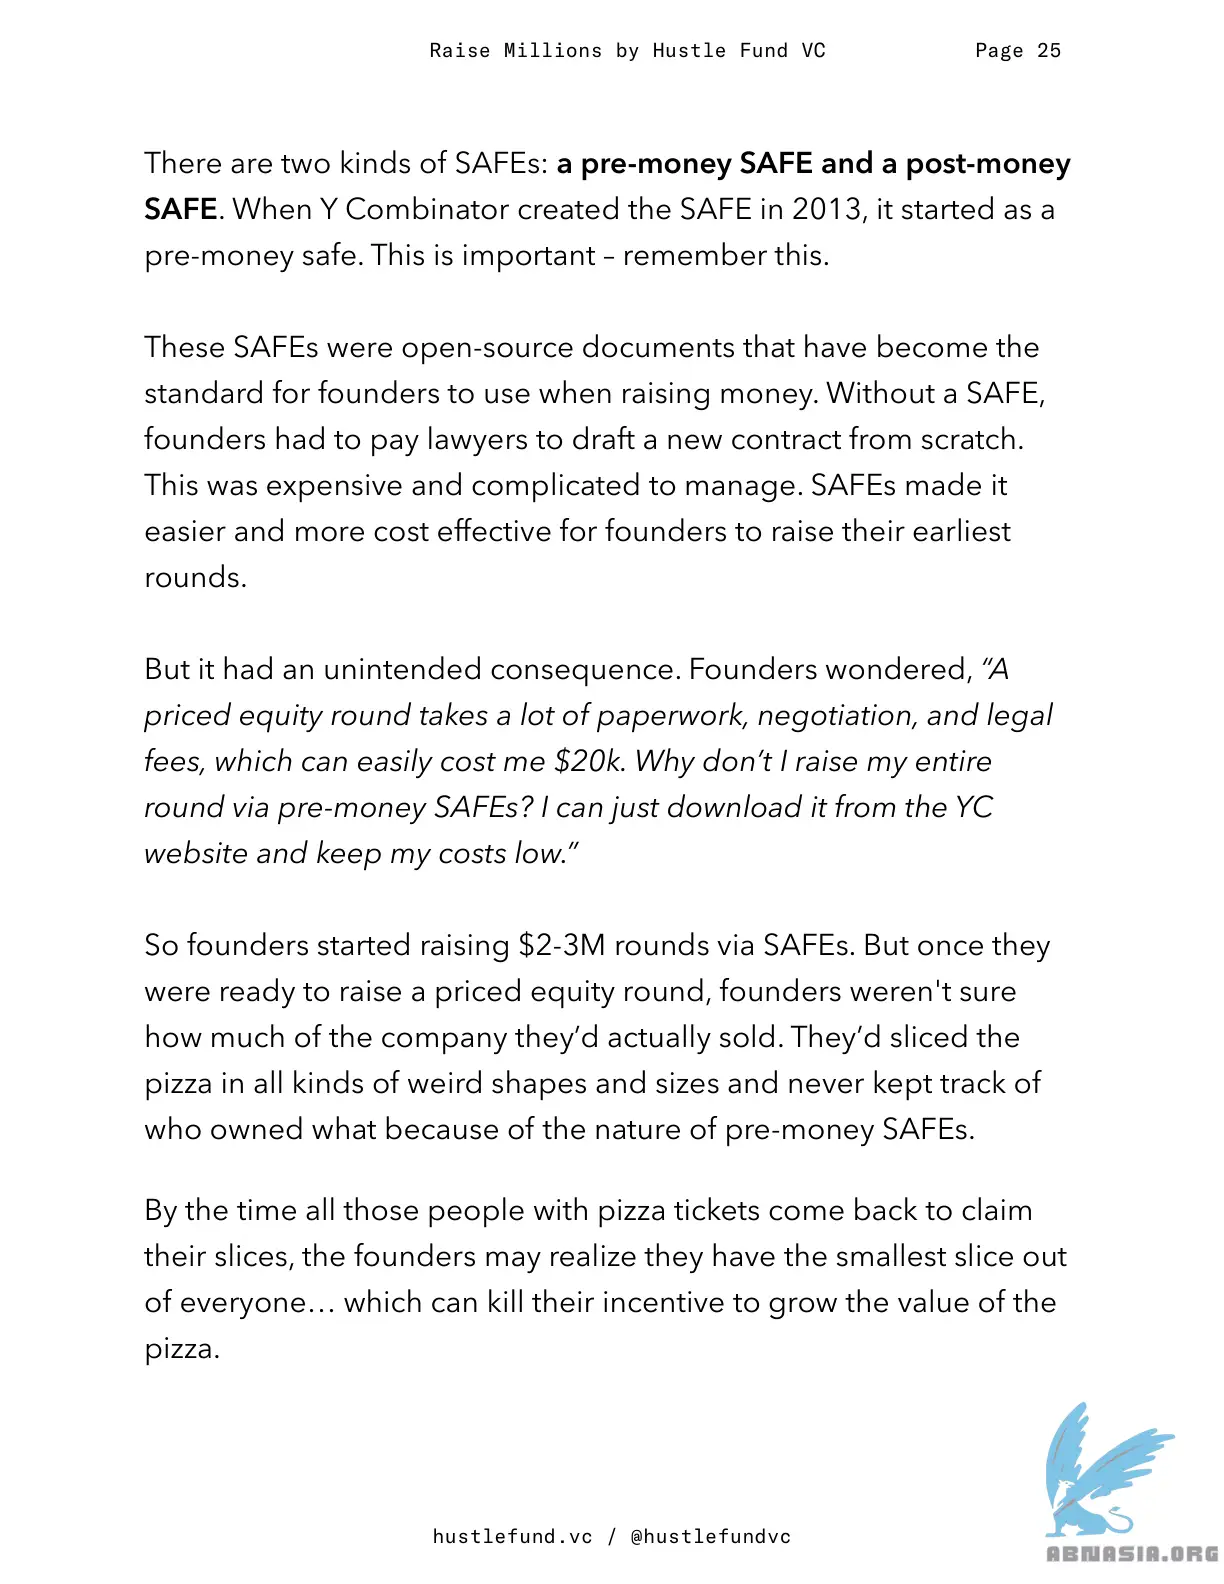 Raise Millions by Hustle Fund VC Page 25
There are two kinds of SAFEs: a pre-money SAFE and a post-money
SAFE. When Y Combinator created the SAFE in 2013, it started as a
pre-money safe. This is important – remember this.
These SAFEs were open-source documents that have become the
standard for founders to use when raising money. Without a SAFE,
founders had to pay lawyers to draft a new contract from scratch.
This was expensive and complicated to manage. SAFEs made it
easier and more cost effective for founders to raise their earliest
rounds.
But it had an unintended consequence. Founders wondered, “A
priced equity round takes a lot of paperwork, negotiation, and legal
fees, which can easily cost me $20k. Why don’t I raise my entire
round via pre-money SAFEs? I can just download it from the YC
website and keep my costs low.”
So founders started raising $2-3M rounds via SAFEs. But once they
were ready to raise a priced equity round, founders weren't sure
how much of the company they’d actually sold. They’d sliced the
pizza in all kinds of weird shapes and sizes and never kept track of
who owned what because of the nature of pre-money SAFEs.
By the time all those people with pizza tickets come back to claim
their slices, the founders may realize they have the smallest slice out
of everyone… which can kill their incentive to grow the value of the
pizza.
hustlefund.vc / @hustlefundvc
ABNASIA.ORG